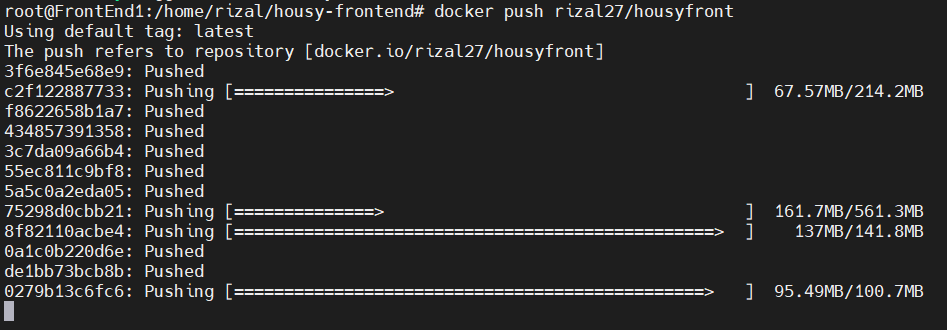 root@FrontEnd1:/home/rizal/housy-frontend# docker push rizal27/housyfront
Using default tag: latest
The push refers to repository [docker.io/rizal27/housyfront]
3f6e845e68e9: Pushed
c2f122887733: Pushing [===============>                                   ]  67.57MB/214.2MB
f8622658b1a7: Pushed
434857391358: Pushed
3c7da09a66b4: Pushed
55ec811c9bf8: Pushed
5a5c0a2eda05: Pushed
75298d0cbb21: Pushing [==============>                                    ]  161.7MB/561.3MB
8f82110acbe4: Pushing [================================================>  ]    137MB/141.8MB
0a1c0b220d6e: Pushed
de1bb73bcb8b: Pushed
0279b13c6fc6: Pushing [===============================================>   ]  95.49MB/100.7MB